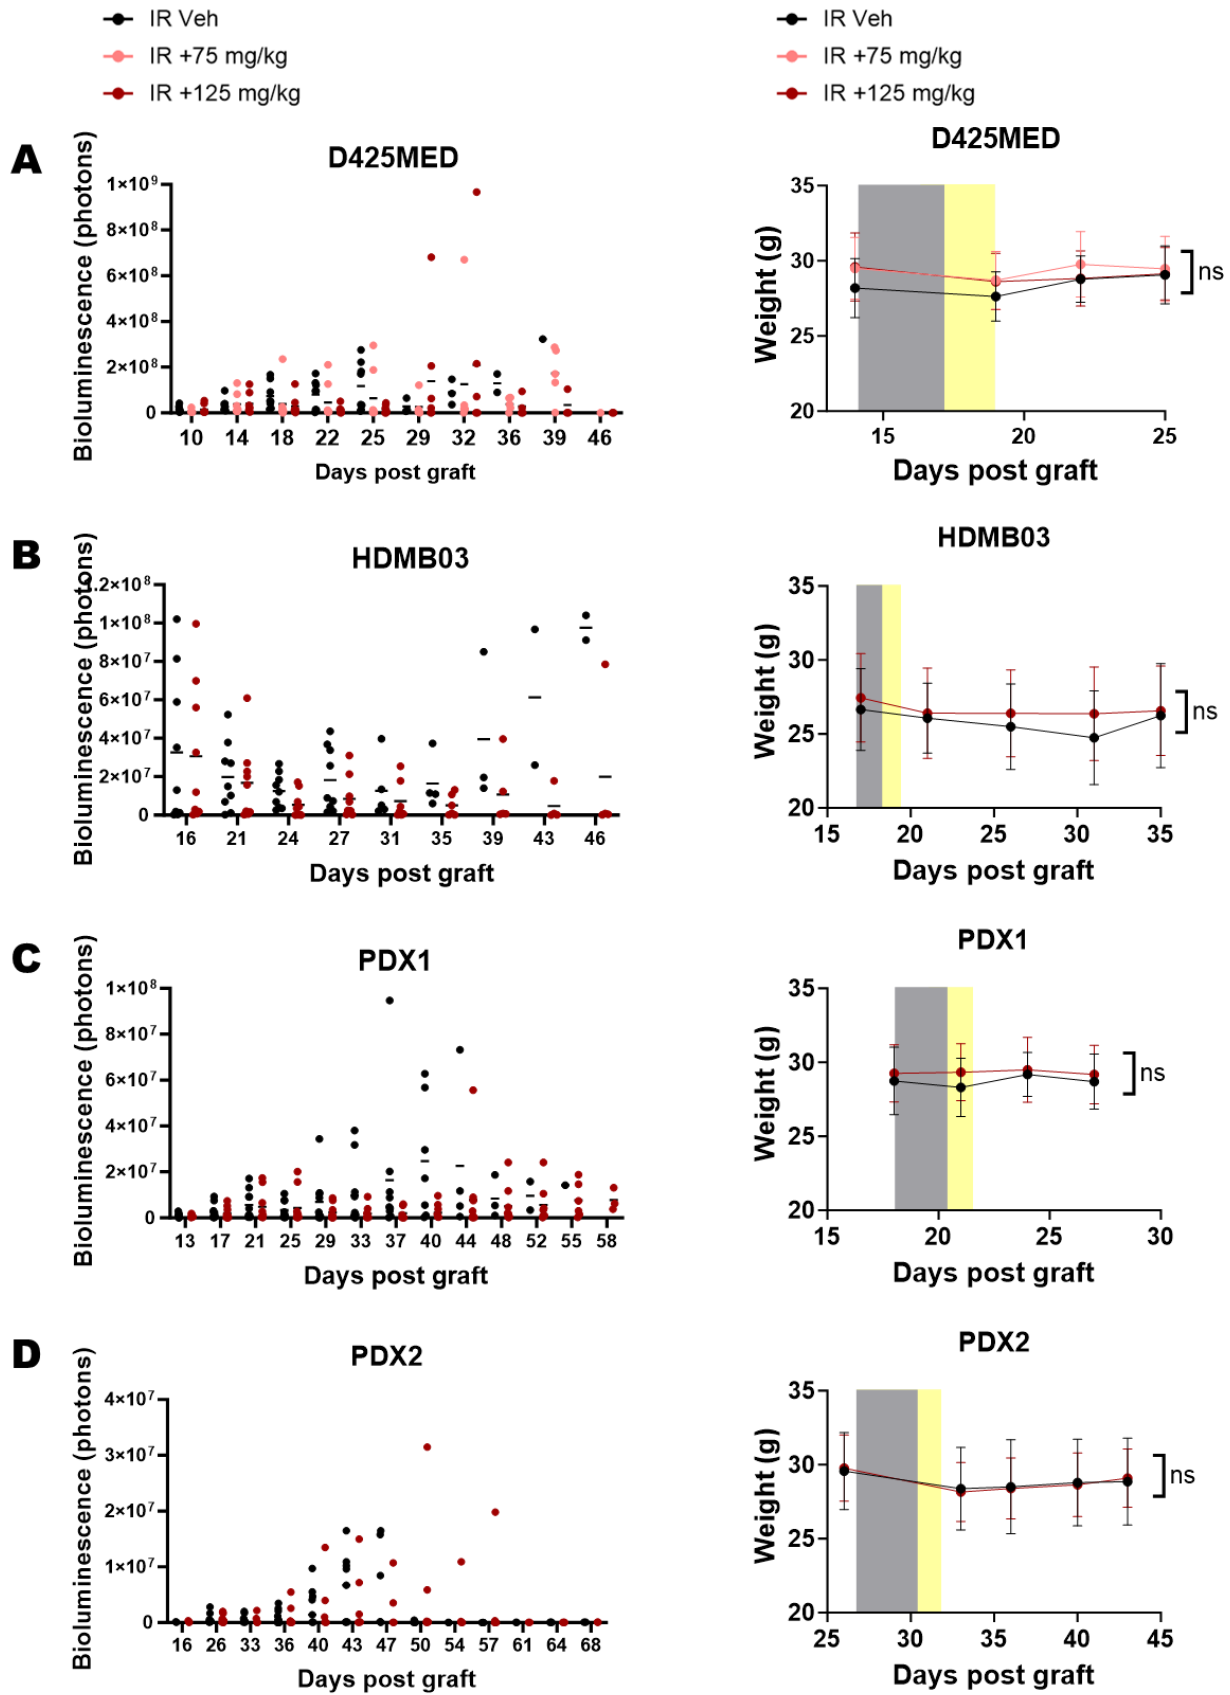 IR Veh
IR +75 mg/kg
IR +125 mg/kg
IR Veh
IR +75 mg/kg
IR +125 mg/kg
A
D425MED
Bioluminescence (photons)
1×10⁹
8×10⁸
6×10⁸
4×10⁸
2×10⁸
0
10 14 18 22 25 29 32 36 39 46
Days post graft
D425MED
Weight (g)
35
30
25
20
15 20 25
Days post graft
ns
B
HDMB03
Bioluminescence (photons)
1.2×10⁸
1×10⁸
8×10⁷
6×10⁷
4×10⁷
2×10⁷
0
16 21 24 27 31 35 39 43 46
Days post graft
HDMB03
Weight (g)
35
30
25
20
15 20 25 30 35
Days post graft
ns
C
PDX1
Bioluminescence (photons)
1×10⁸
8×10⁷
6×10⁷
4×10⁷
2×10⁷
0
13 17 21 25 29 33 37 40 44 48 52 55 58
Days post graft
PDX1
Weight (g)
35
30
25
20
15 20 25 30
Days post graft
ns
D
PDX2
Bioluminescence (photons)
4×10⁷
3×10⁷
2×10⁷
1×10⁷
0
16 26 33 36 40 43 47 50 54 57 61 64 68
Days post graft
PDX2
Weight (g)
35
30
25
20
25 30 35 40 45
Days post graft
ns